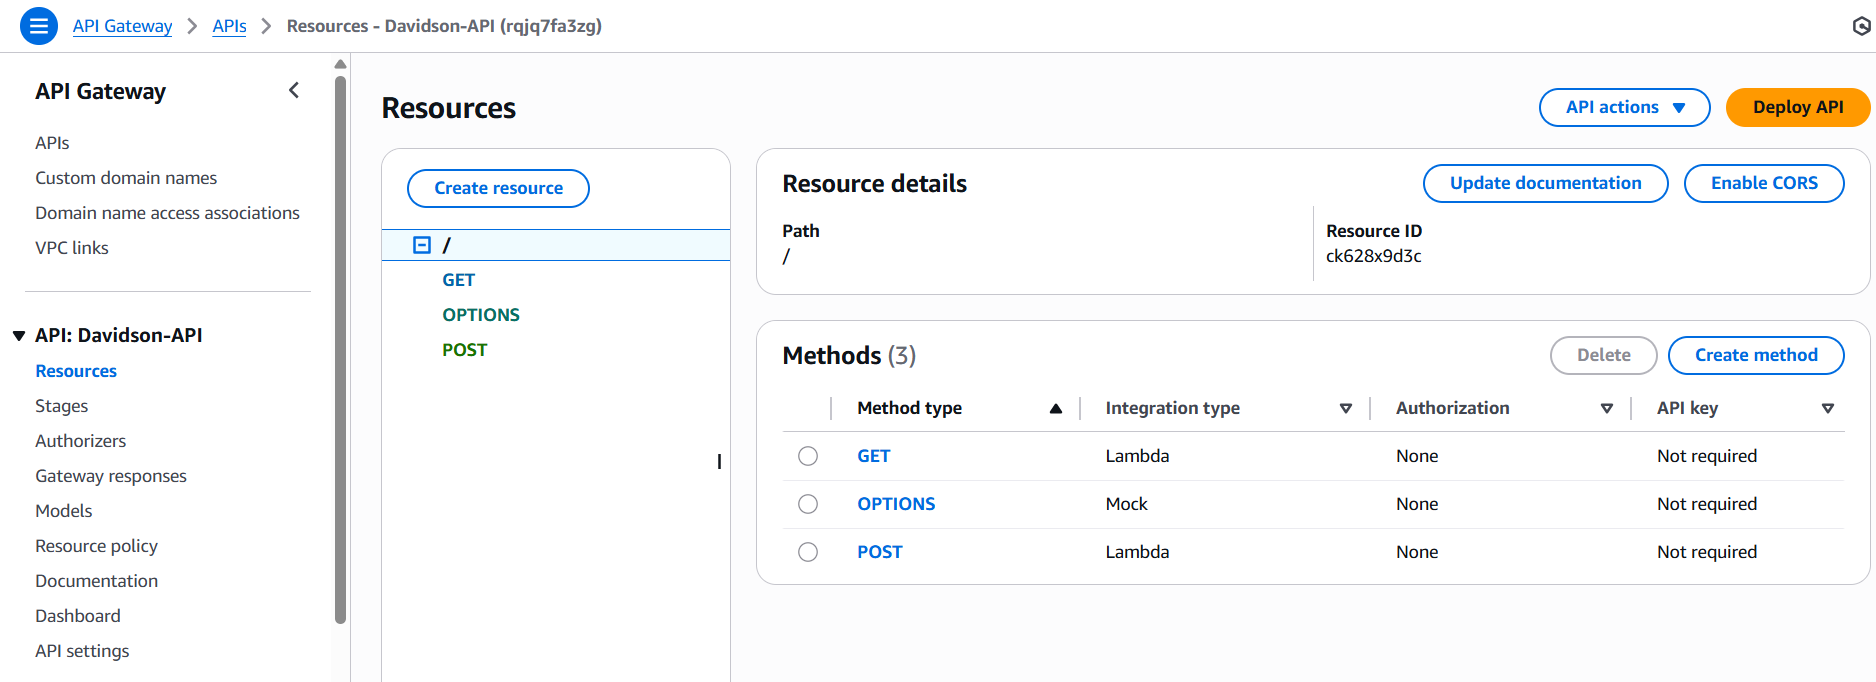 API Gateway > APIs > Resources - Davidson-API (rqjq7fa3zg)
API Gateway
APIs
Custom domain names
Domain name access associations
VPC links
API: Davidson-API
Resources
Stages
Authorizers
Gateway responses
Models
Resource policy
Documentation
Dashboard
API settings
Resources
API actions
Deploy API
Create resource
/
GET
OPTIONS
POST
Resource details
Update documentation
Enable CORS
Path
/
Resource ID
ck628x9d3c
Methods (3)
Delete
Create method
Method type Integration type Authorization API key
GET Lambda None Not required
OPTIONS Mock None Not required
POST Lambda None Not required